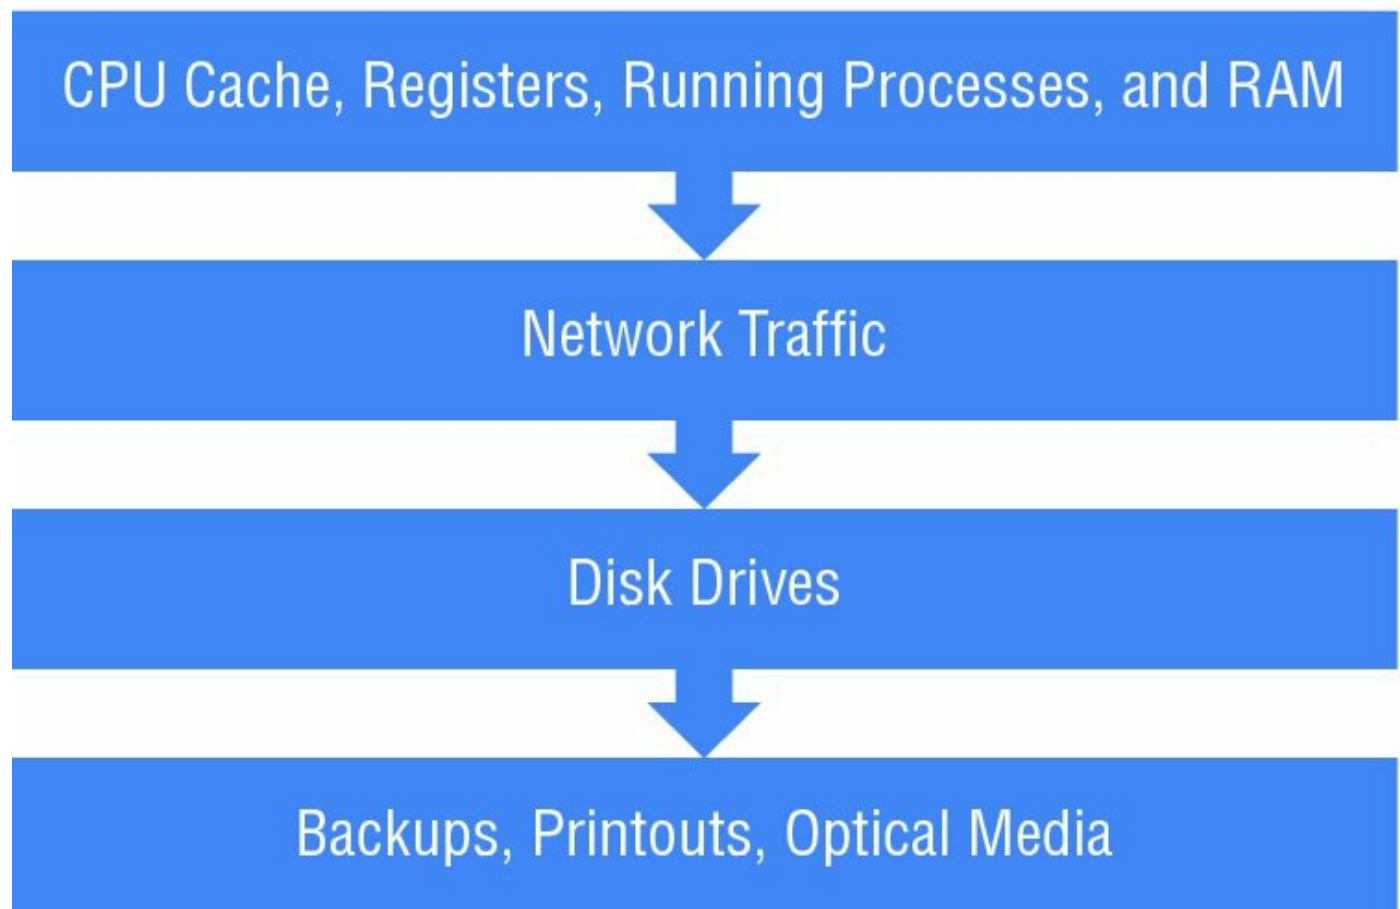 CPU Cache, Registers, Running Processes, and RAM
Network Traffic
Disk Drives
Backups, Printouts, Optical Media